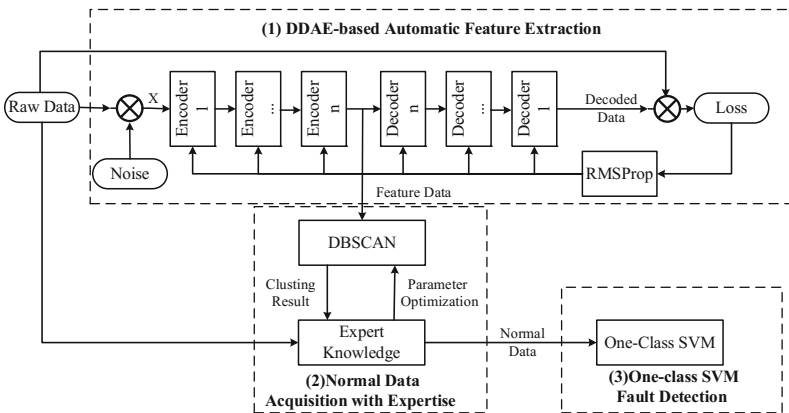 (1) DDAE-based Automatic Feature Extraction
Raw Data
X
Noise
Encoder 1
Encoder ...
Encoder n
Decoder n
Decoder ...
Decoder 1
Decoded
Data
Loss
RMSProp
Feature Data
DBSCAN
Clusting
Result
Parameter
Optimization
Expert
Knowledge
(2)Normal Data
Acquisition with Expertise
Normal
Data
One-Class SVM
(3)One-class SVM
Fault Detection